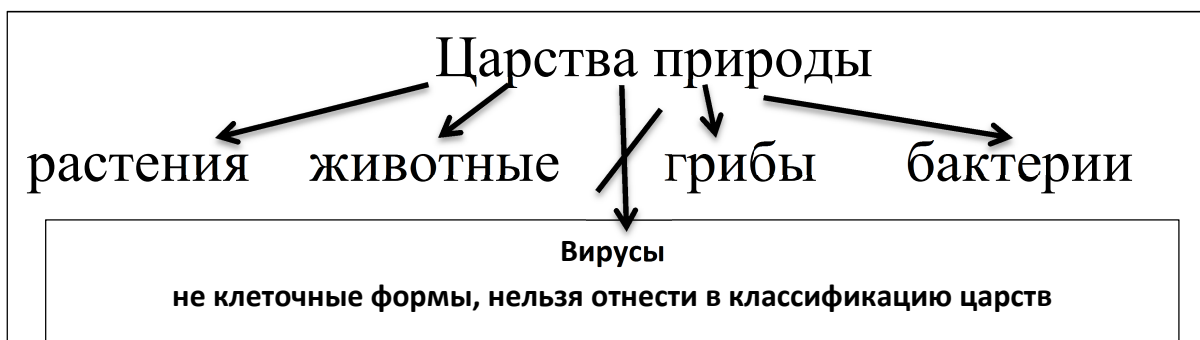 Царства природы
растения животные грибы бактерии
Вирусы
не клеточные формы, нельзя отнести в классификацию царств